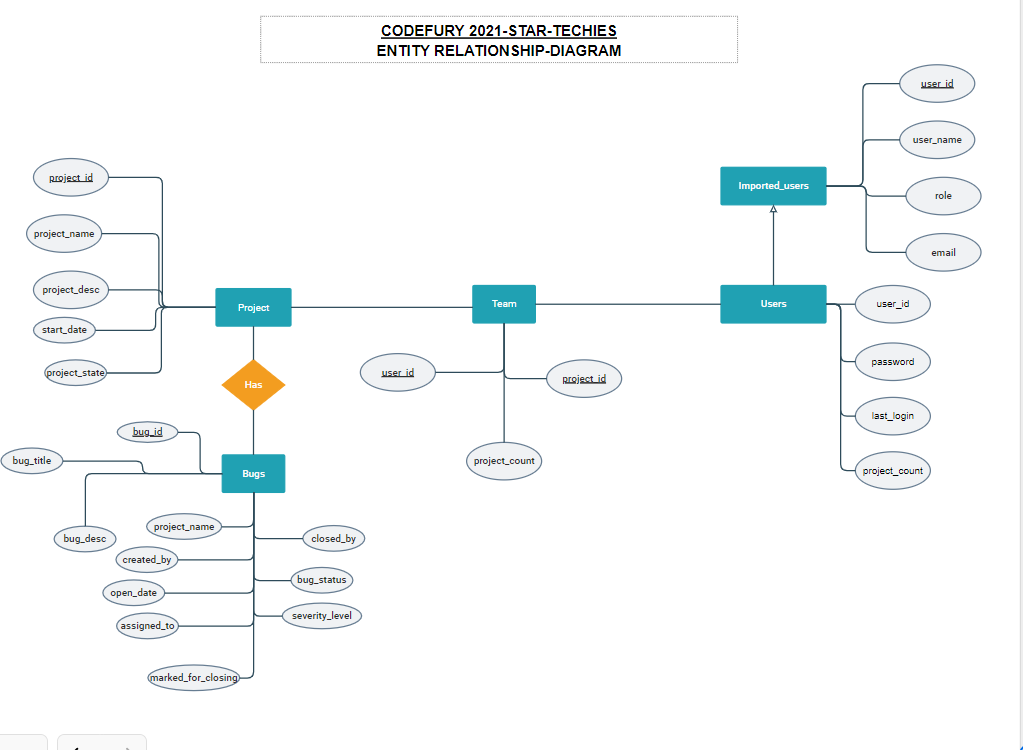 CODEFURY 2021-STAR-TECHIES
ENTITY RELATIONSHIP-DIAGRAM
user_id
user_name
Imported_users
role
email
project_id
project_name
project_desc
start_date
project_state
Project
Team
Users
user_id
password
last_login
project_count
user_id
project_id
project_count
Has
bug_id
bug_title
Bugs
bug_desc
project_name
closed_by
created_by
bug_status
open_date
severity_level
assigned_to
marked_for_closing